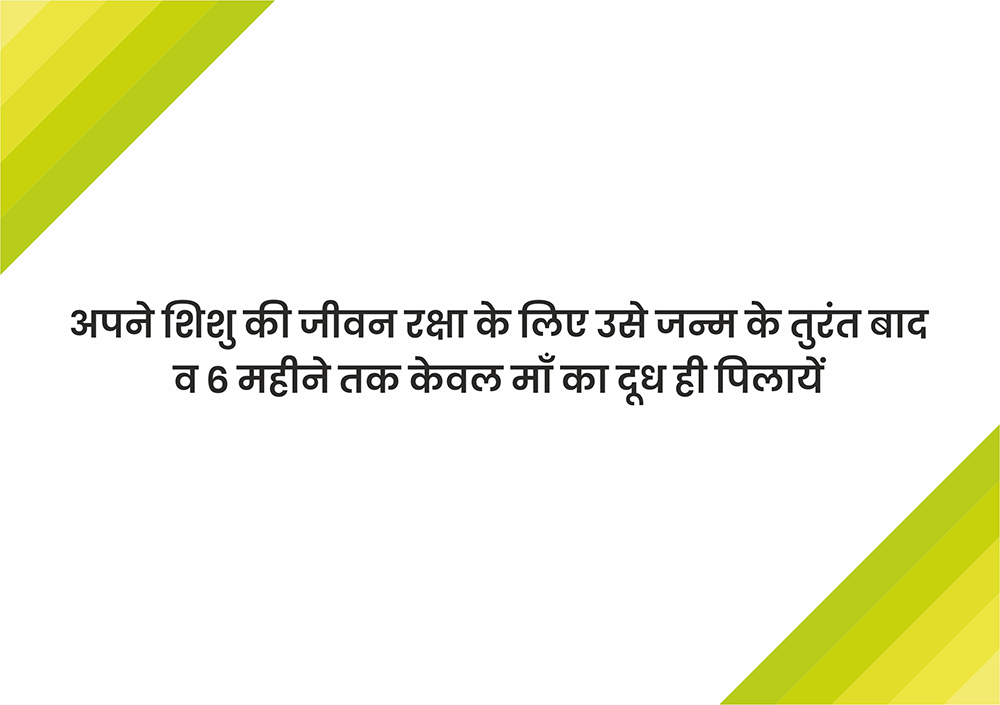 अपने शिशु की जीवन रक्षा के लिए उसे जन्म के तुरंत बाद
व 6 महीने तक केवल माँ का दूध ही पिलायें